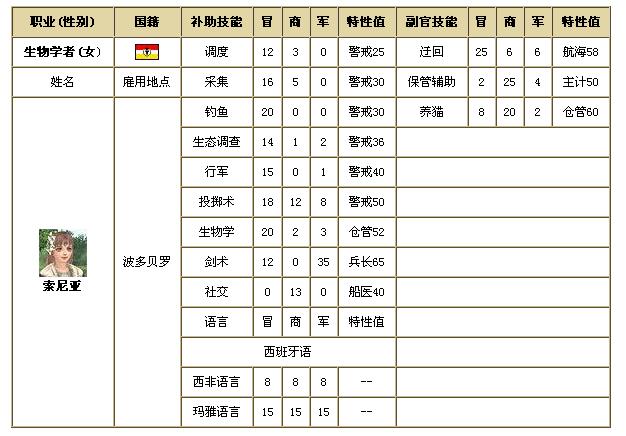 职业(性别) 国籍 补助技能 冒 商 军 特性值 副官技能 冒 商 军 特性值
生物学者(女) 调度 12 3 0 警戒25 迂回 25 6 6 航海58
姓名 雇用地点 采集 16 5 0 警戒30 保管辅助 2 25 4 主计50
钓鱼 20 0 0 警戒30 养猫 8 20 2 仓管60
生态调查 14 1 2 警戒36
行军 15 0 1 警戒40
投掷术 18 12 8 警戒50
生物学 20 2 3 仓管52
索尼亚 波多贝罗 剑术 12 0 35 兵长65
社交 0 13 0 船医40
语言 冒 商 军 特性值
西班牙语
西非语言 8 8 8 --
玛雅语言 15 15 15 --